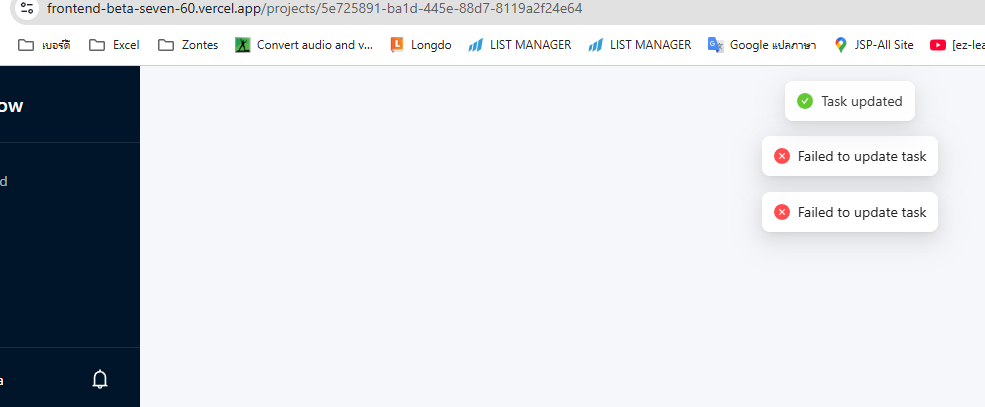 frontend-beta-seven-60.vercel.app/projects/5e725891-ba1d-445e-88d7-8119a2f24e64
เบอร์ดี Excel Zontes Convert audio and v... Longdo LIST MANAGER LIST MANAGER Google แปลภาษา JSP-All Site [ez-lea
ow
Task updated
Failed to update task
d
Failed to update task
a